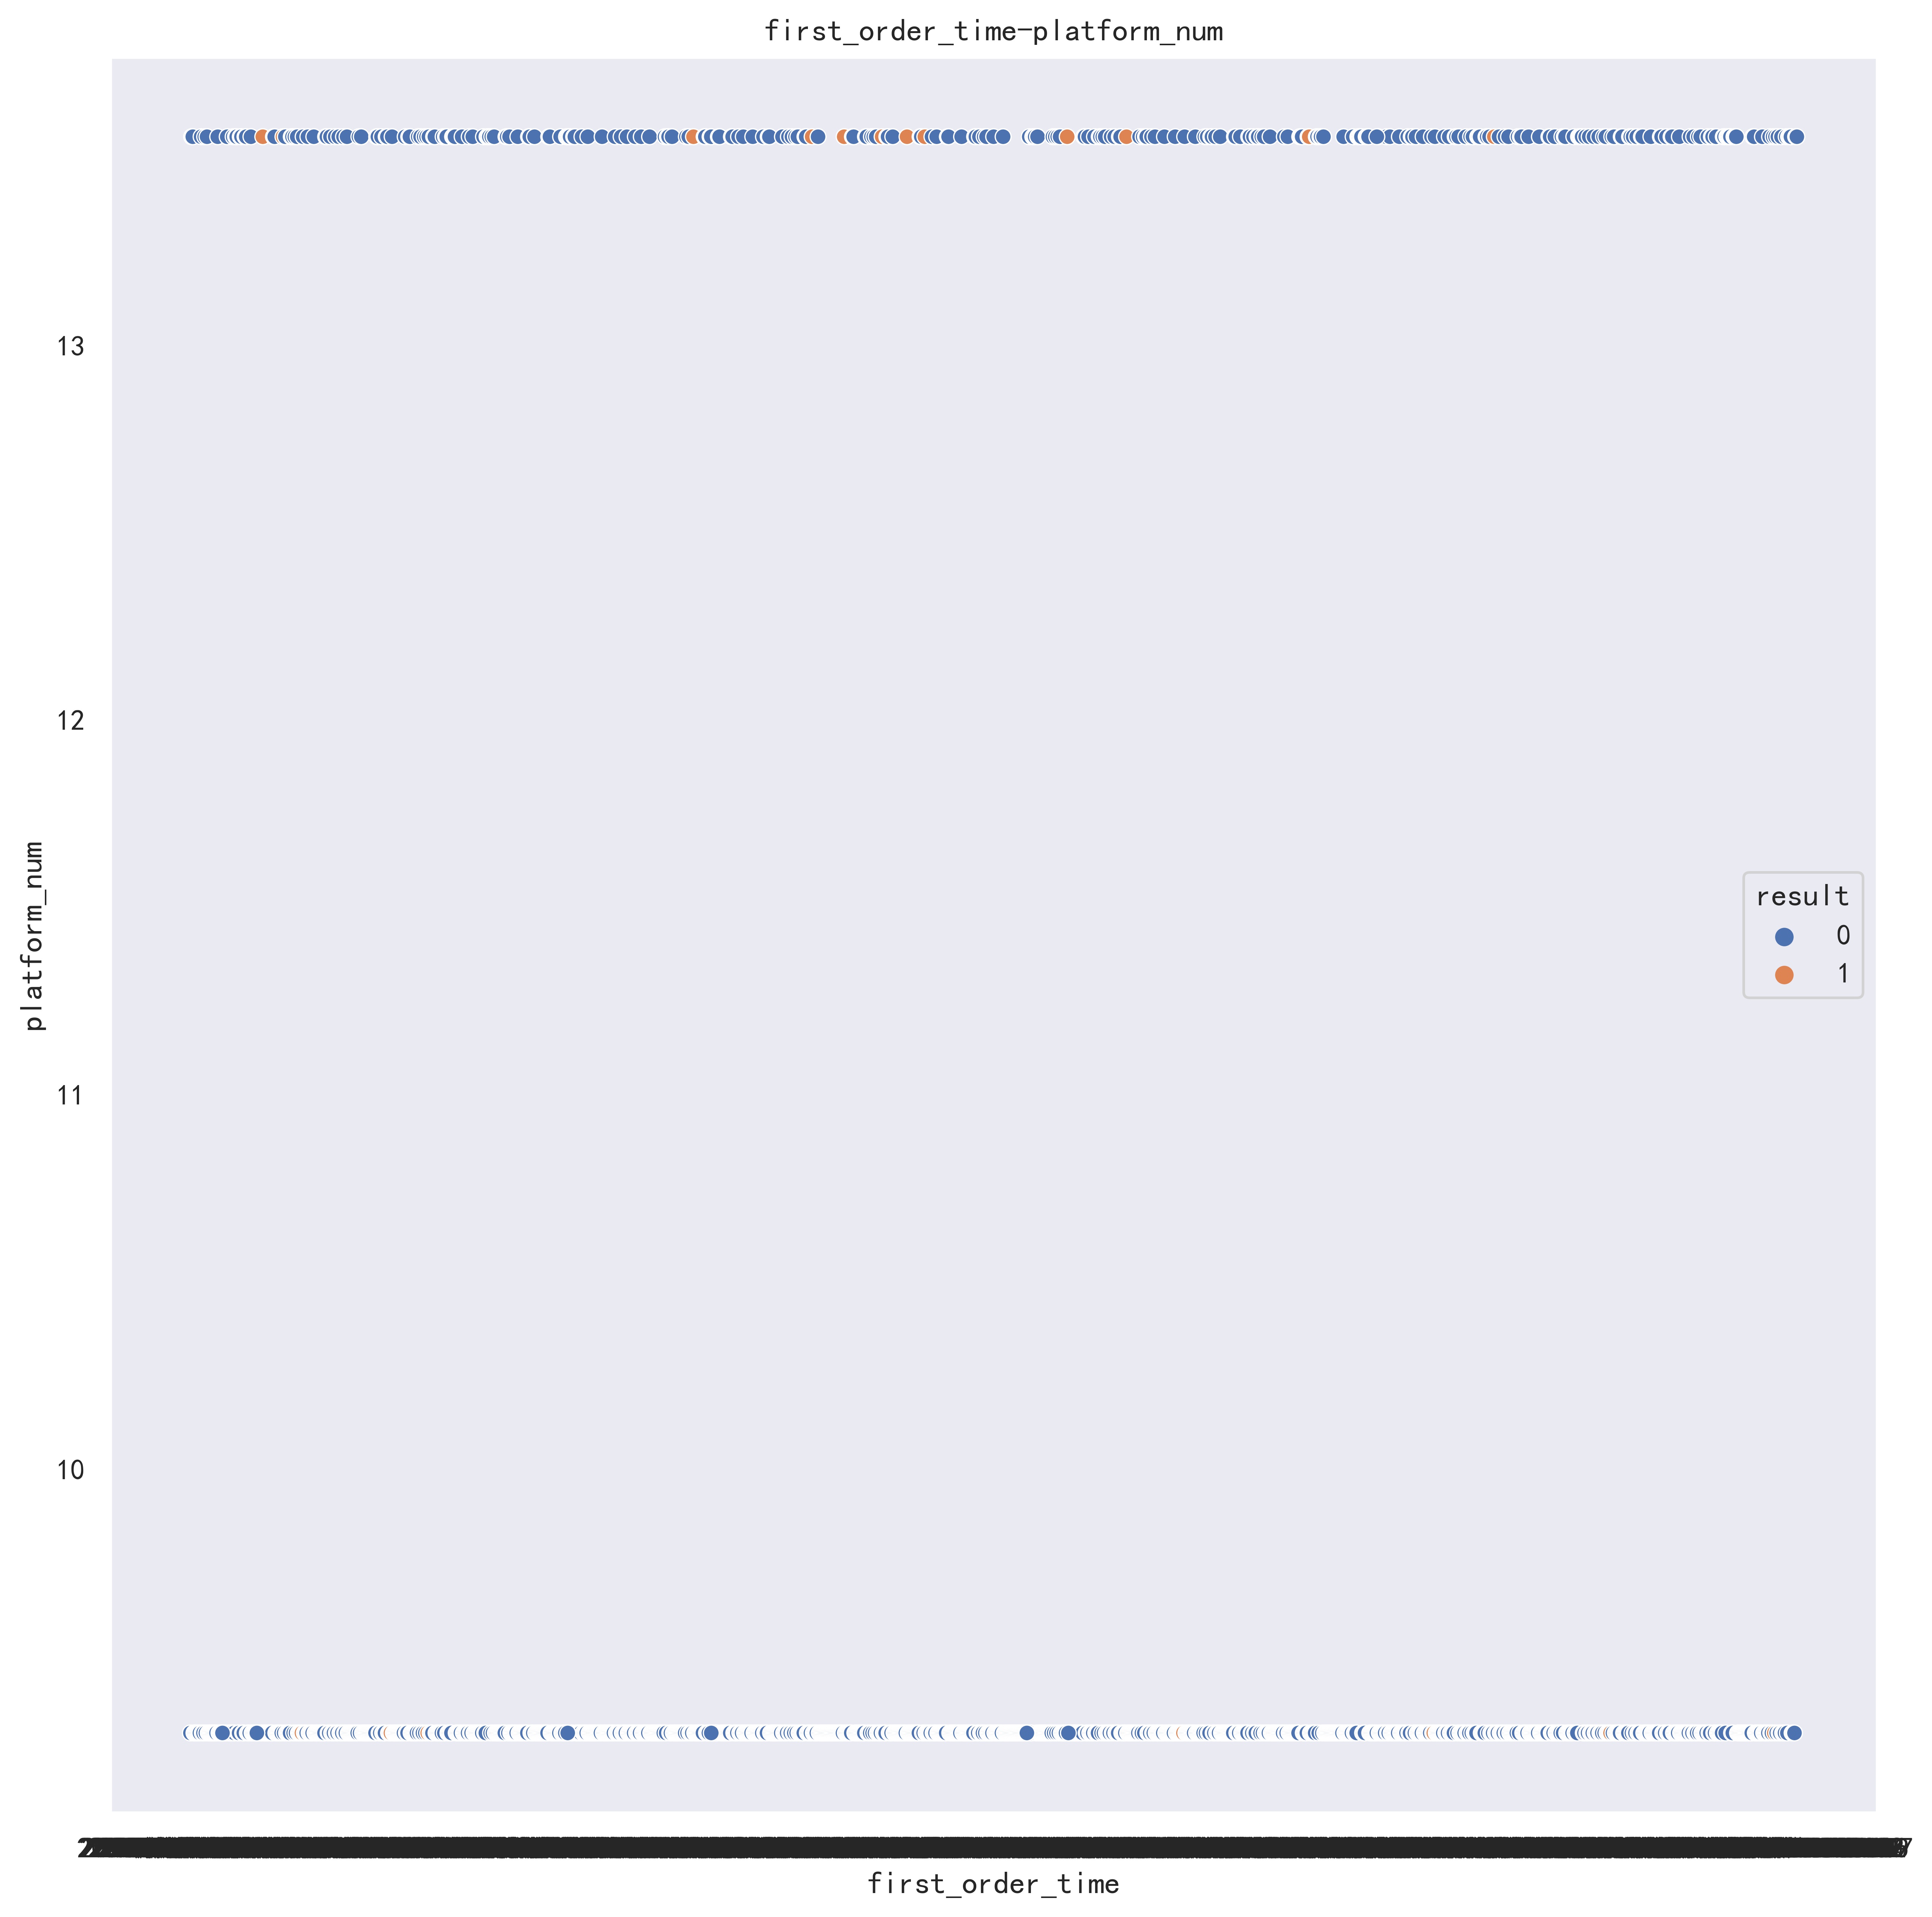 first_order_time-platform_num
13
12
11
10
platform_num
result
0
1
first_order_time